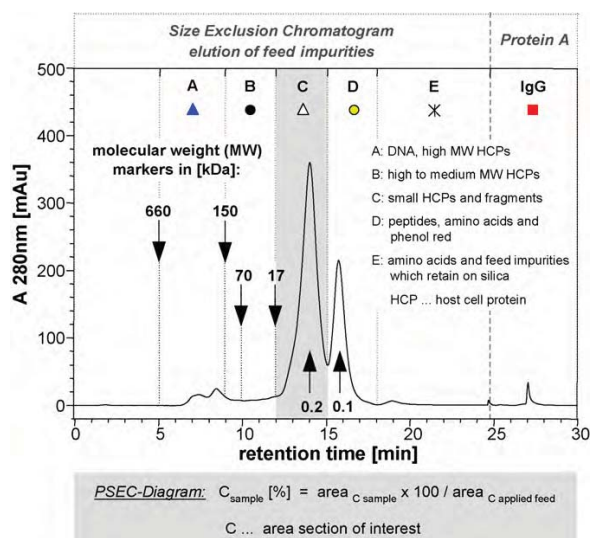 Size Exclusion Chromatogram
elution of feed impurities
Protein A
500
400
300
200
100
0
A 280nm [mAu]
A
B
C
D
E
IgG
molecular weight (MW)
markers in [kDa]:
660
150
70
17
A: DNA, high MW HCPs
B: high to medium MW HCPs
C: small HCPs and fragments
D: peptides, amino acids and
phenol red
E: amino acids and feed impurities
which retain on silica
HCP ... host cell protein
0.2
0.1
0
5
10
15
20
25
30
retention time [min]
PSEC-Diagram: C sample [%] = area C sample x 100 / area C applied feed
C ... area section of interest